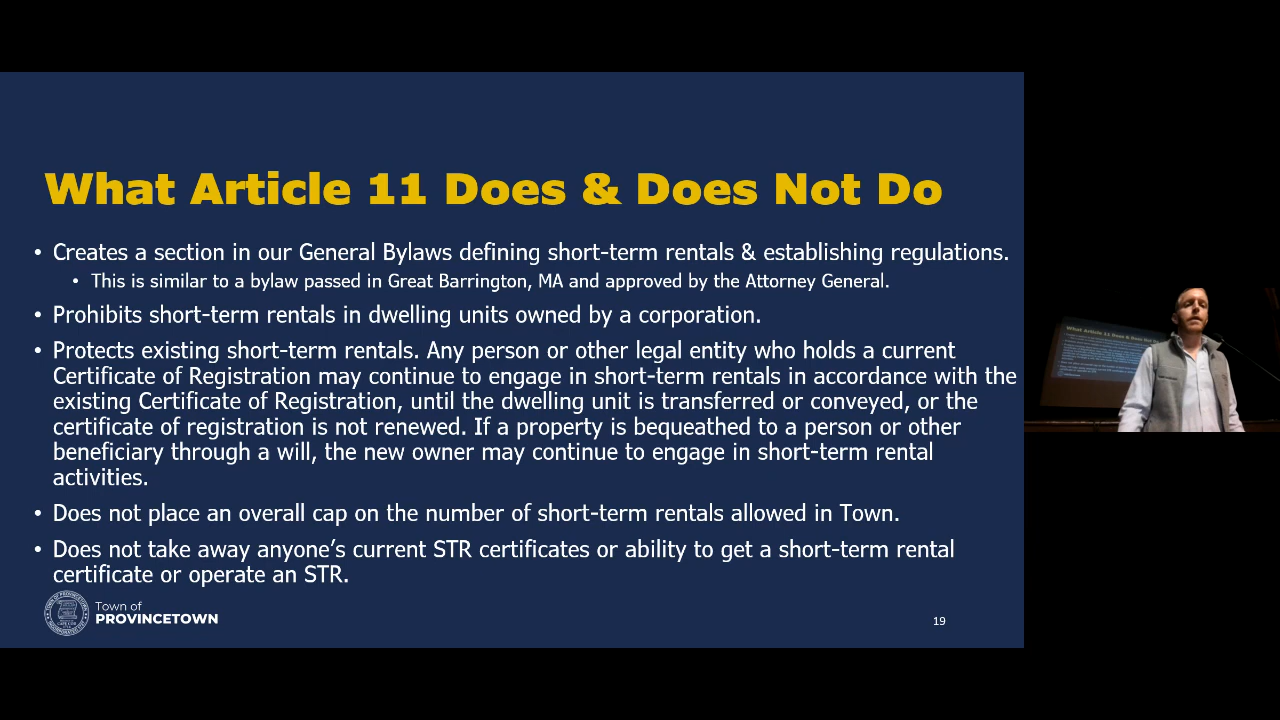 What Article 11 Does & Does Not Do
• Creates a section in our General Bylaws defining short-term rentals & establishing regulations.
• This is similar to a bylaw passed in Great Barrington, MA and approved by the Attorney General.
• Prohibits short-term rentals in dwelling units owned by a corporation.
• Protects existing short-term rentals. Any person or other legal entity who holds a current
Certificate of Registration may continue to engage in short-term rentals in accordance with the
existing Certificate of Registration, until the dwelling unit is transferred or conveyed, or the
certificate of registration is not renewed. If a property is bequeathed to a person or other
beneficiary through a will, the new owner may continue to engage in short-term rental
activities.
• Does not place an overall cap on the number of short-term rentals allowed in Town.
• Does not take away anyone’s current STR certificates or ability to get a short-term rental
certificate or operate an STR.
Town of
PROVINCETOWN
19
What Article 11 Does & Does Not Do